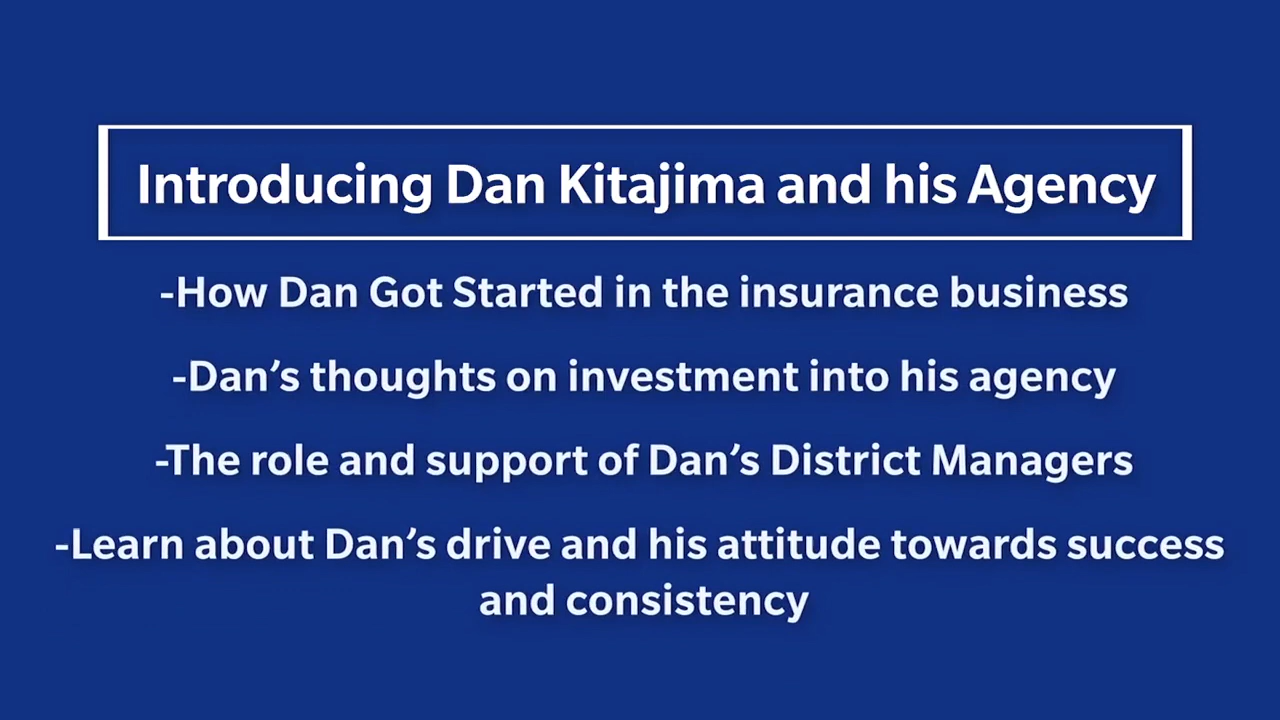 Introducing Dan Kitajima and his Agency
-How Dan Got Started in the insurance business
-Dan’s thoughts on investment into his agency
-The role and support of Dan’s District Managers
-Learn about Dan’s drive and his attitude towards success
and consistency